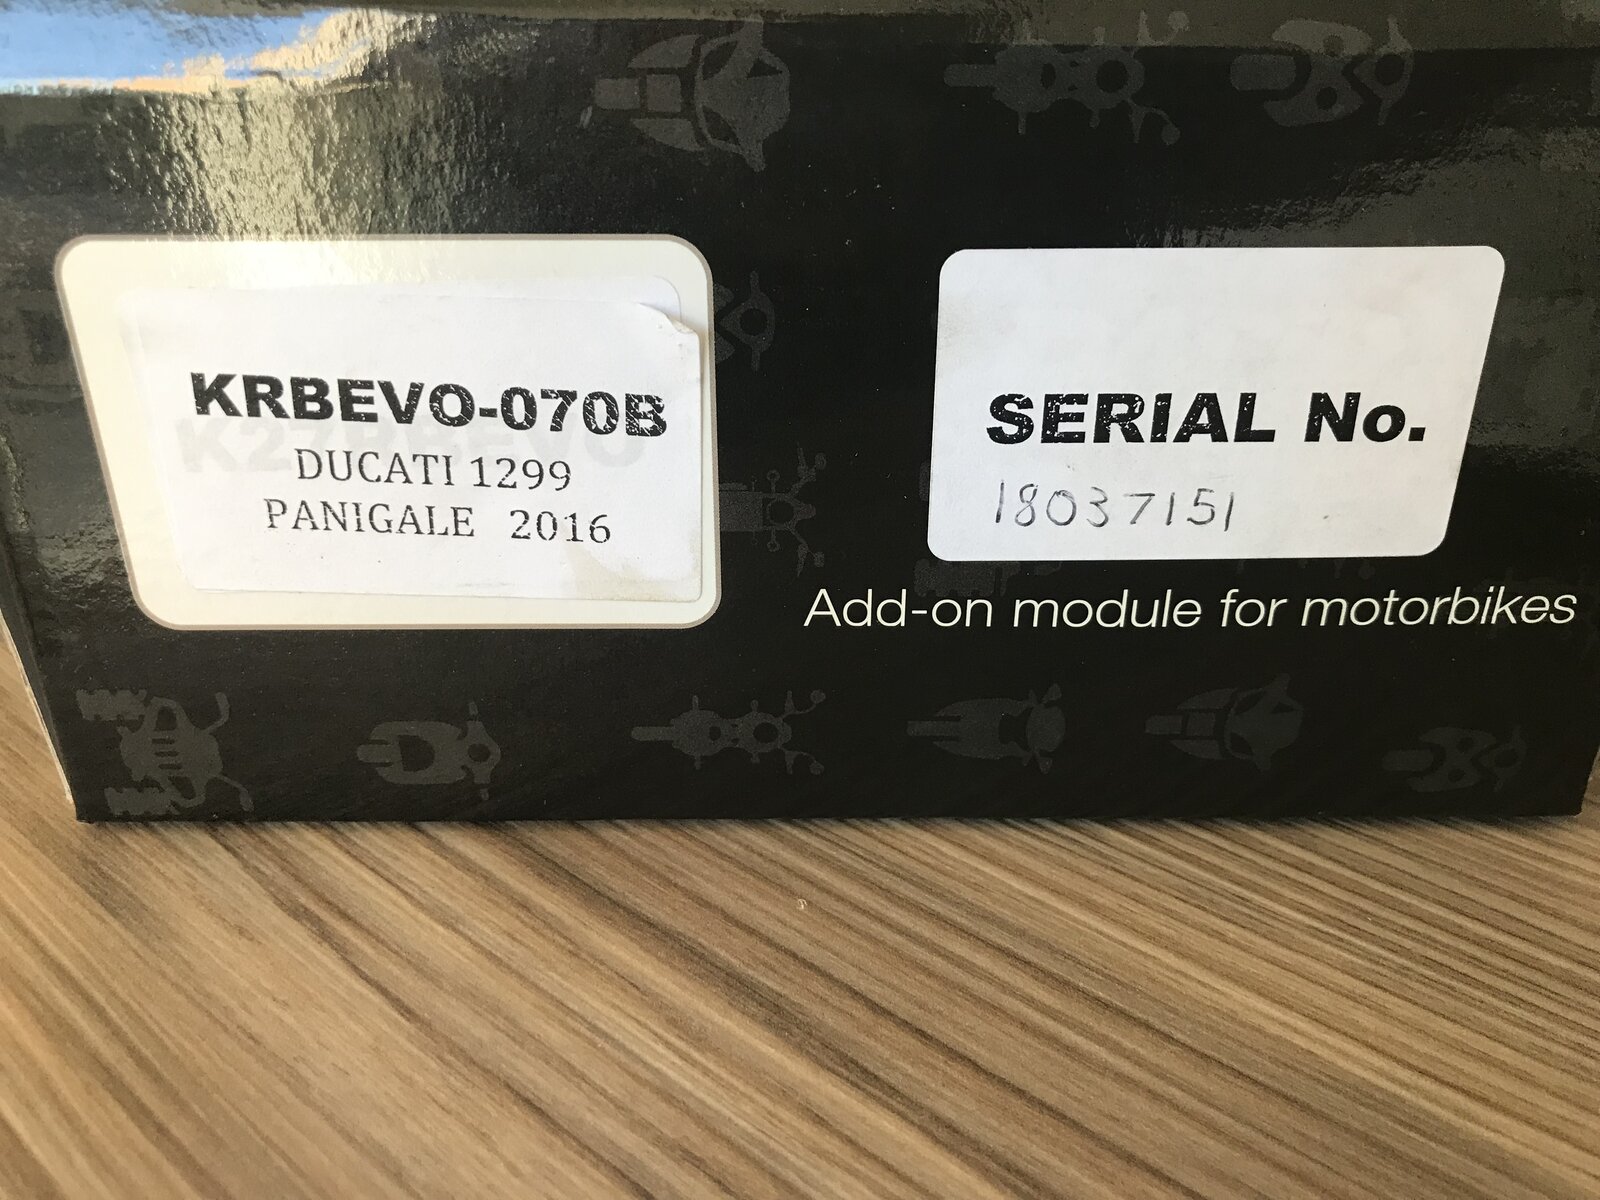 KRBEVO-070B
DUCATI 1299
PANIGALE 2016
SERIAL No.
18037151
Add-on module for motorbikes